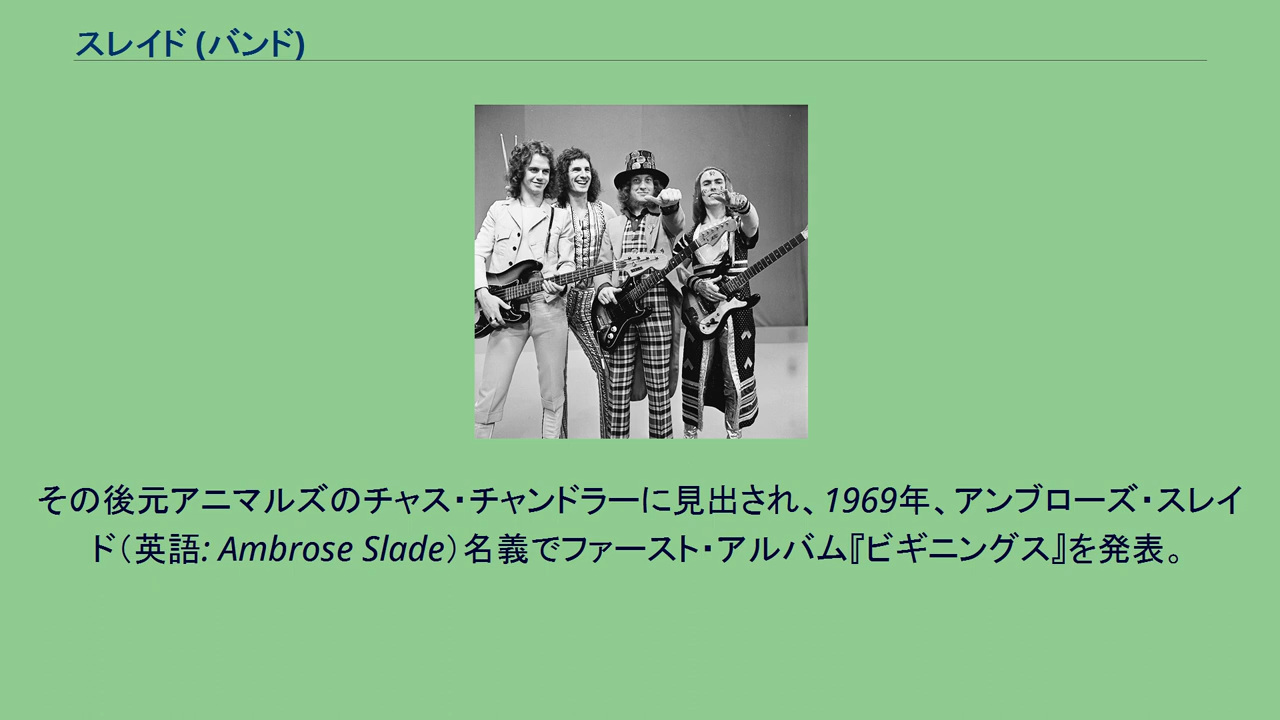 スレイド (バンド)
その後元アニマルズのチャス・チャンドラーに見出され、1969年、アンブローズ・スレイ
ド（英語: Ambrose Slade）名義でファースト・アルバム『ビギニングス』を発表。